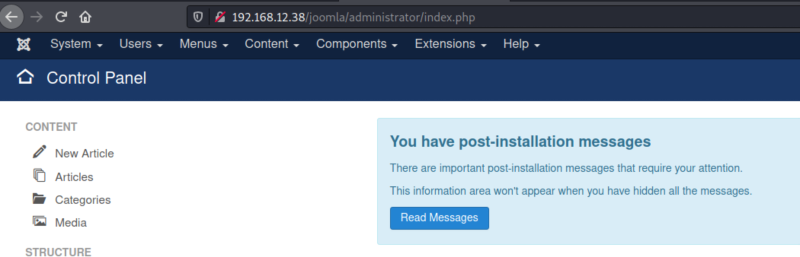 192.168.12.38/joomla/administrator/index.php
System Users Menus Content Components Extensions Help
Control Panel
CONTENT
New Article
Articles
Categories
Media
STRUCTURE
You have post-installation messages
There are important post-installation messages that require your attention.
This information area won't appear when you have hidden all the messages.
Read Messages